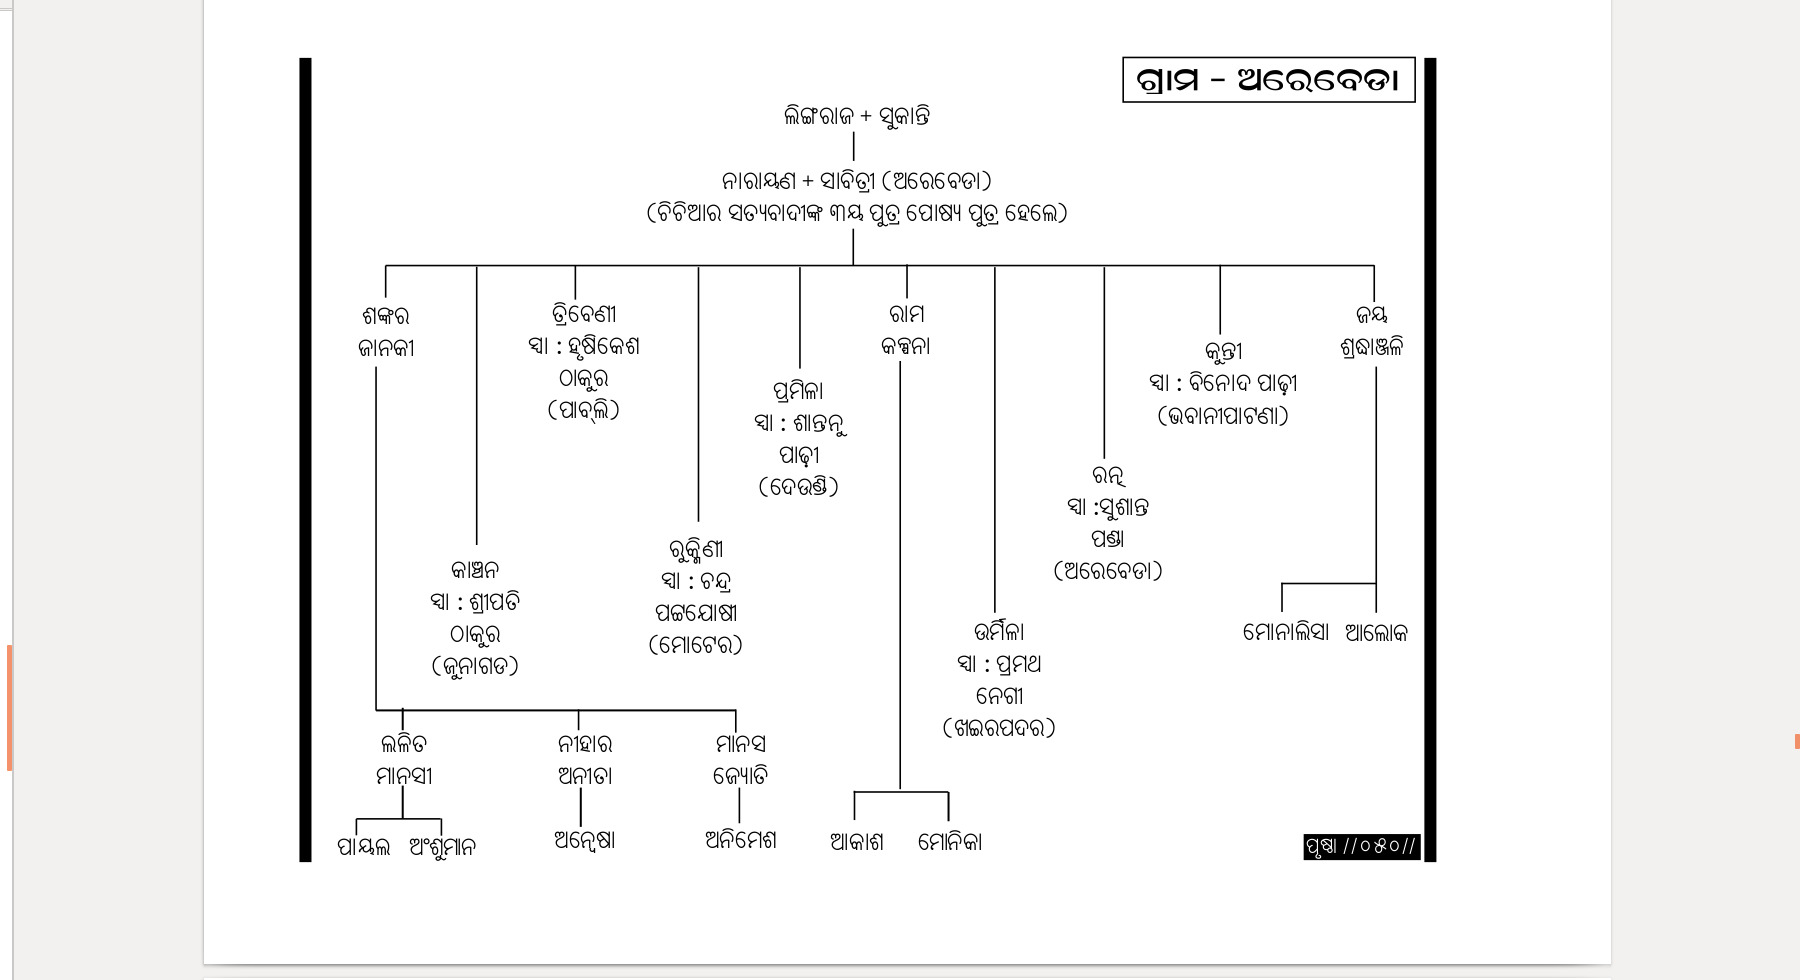 ଗ୍ରାମ - ଅରେବେଡା
ଲିଙ୍ଗରାଜ + ସୁକାନ୍ତି
ନାରାୟଣ + ସାବିତ୍ରୀ (ଅରେବେଡା)
(ଚିଚିଆର ସତ୍ୟବାଦୀଙ୍କ ୩ୟ ପୁତ୍ର ପୋଷ୍ୟ ପୁତ୍ର ହେଲେ)
ଶଙ୍କର
ଜାନକୀ
କାଞ୍ଚନ
ସ୍ୱା : ଶ୍ରୀପତି
ଠାକୁର
(ଜୁନାଗଡ)
ତ୍ରିବେଣୀ
ସ୍ୱା : ହୃଷିକେଶ
ଠାକୁର
(ପାବ୍‌ଲି)
ରୁକ୍ମିଣୀ
ସ୍ୱା : ଚନ୍ଦ୍ର
ପଟ୍ଟଯୋଷୀ
(ମୋଟେର)
ପ୍ରମିଳା
ସ୍ୱା : ଶାନ୍ତନୁ
ପାଢ଼ୀ
(ଦେଉଣ୍ଡି)
ରାମ
କଳ୍ପନା
ଉର୍ମିଳା
ସ୍ୱା : ପ୍ରମଥ
ନେଗୀ
(ଖଇରପଦର)
ରତ୍ନ
ସ୍ୱା :ସୁଶାନ୍ତ
ପଣ୍ଡା
(ଅରେବେଡା)
କୁନ୍ତୀ
ସ୍ୱା : ବିନୋଦ ପାଢ଼ୀ
(ଭବାନୀପାଟଣା)
ଜୟ
ଶ୍ରଦ୍ଧାଞ୍ଜଳି
ମୋନାଲିସା ଆଲୋକ
ଲଳିତ
ମାନସୀ
ନୀହାର
ଅନୀତା
ମାନସ
ଜ୍ୟୋତି
ପାୟଲ ଅଂଶୁମାନ
ଅନ୍ୱେଷା
ଅନିମେଶ
ଆକାଶ ମୋନିକା
ପୃଷ୍ଠା //୦୫୦//